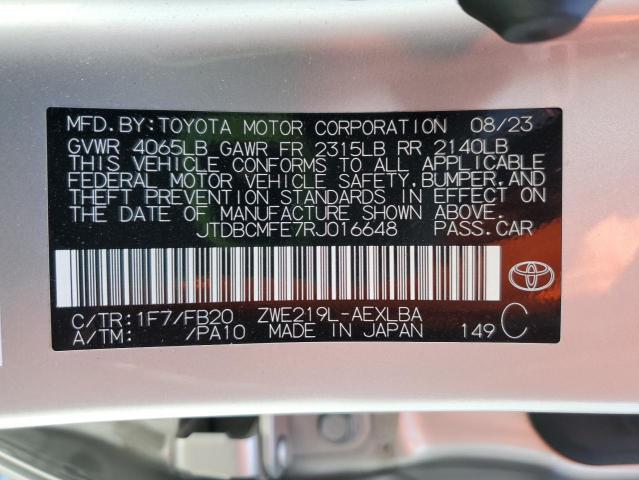 MFD.BY:TOYOTA MOTOR CORPORATION 08/23
GVWR 4065LB GAWR FR 2315LB RR 2140LB
THIS VEHICLE CONFORMS TO ALL APPLICABLE
FEDERAL MOTOR VEHICLE SAFETY,BUMPER,AND
THEFT PREVENTION STANDARDS IN EFFECT ON
THE DATE OF MANUFACTURE SHOWN ABOVE.
JTDBCMFE7RJ016648 PASS.CAR
C/TR:1F7/FB20 ZWE219L-AEXLBA
A/TM: /PA10 MADE IN JAPAN 149 C